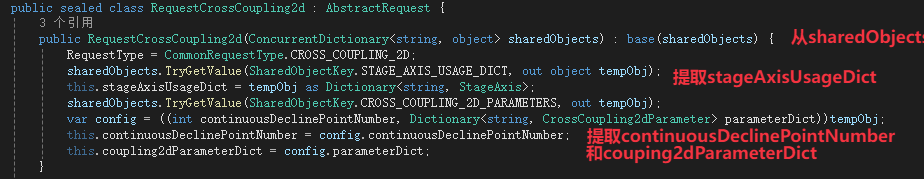 public sealed class RequestCrossCoupling2d : AbstractRequest {
3 个引用
public RequestCrossCoupling2d(ConcurrentDictionary<string, object> sharedObjects) : base(sharedObjects) { 从sharedObjects
RequestType = CommonRequestType.CROSS_COUPLING_2D;
sharedObjects.TryGetValue(SharedObjectKey.STAGE_AXIS_USAGE_DICT, out object tempObj); 提取stageAxisUsageDict
this.stageAxisUsageDict = tempObj as Dictionary<string, StageAxis>;
sharedObjects.TryGetValue(SharedObjectKey.CROSS_COUPLING_2D_PARAMETERS, out tempObj);
var config = ((int continuousDeclinePointNumber, Dictionary<string, CrossCoupling2dParameter> parameterDict))tempObj;
this.continuousDeclinePointNumber = config.continuousDeclinePointNumber; 提取continuousDeclinePointNumber
this.coupling2dParameterDict = config.parameterDict; 和couping2dParameterDict
}